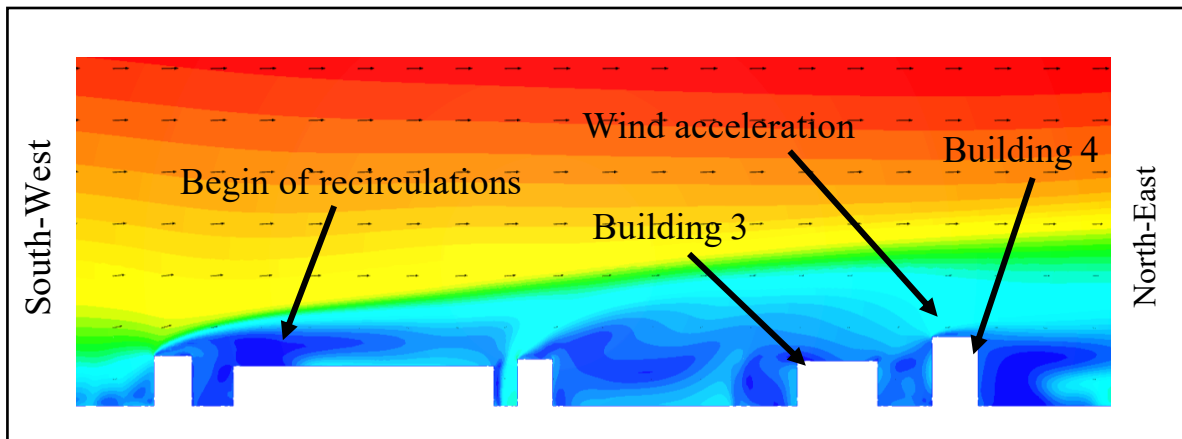 South-West
Begin of recirculations
Wind acceleration
Building 3
Building 4
North-East